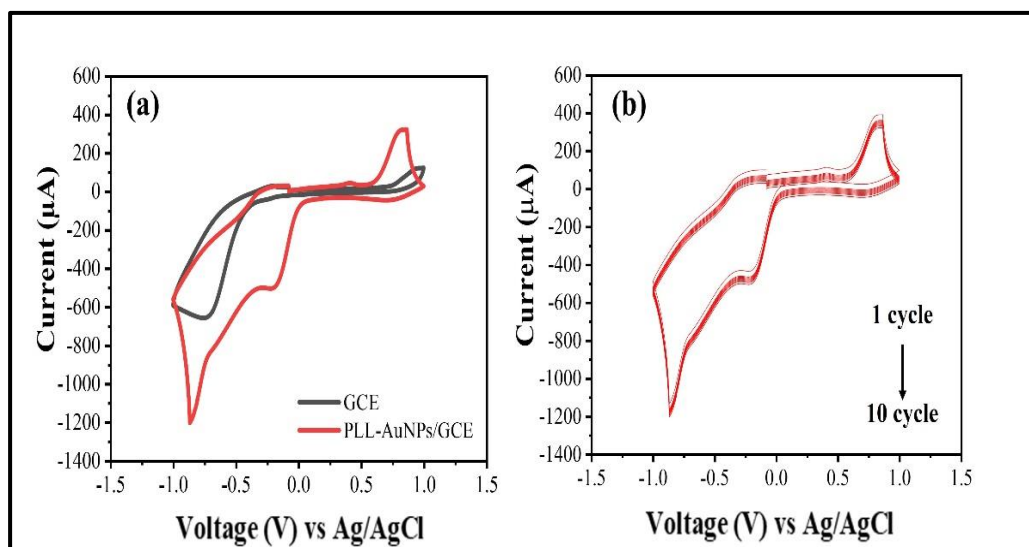 (a)
600
400
200
0
-200
-400
-600
-800
-1000
-1200
-1400
Current (µA)
GCE
PLL-AuNPs/GCE
-1.5 -1.0 -0.5 0.0 0.5 1.0 1.5
Voltage (V) vs Ag/AgCl
(b)
600
400
200
0
-200
-400
-600
-800
-1000
-1200
-1400
Current (µA)
1 cycle
10 cycle
-1.5 -1.0 -0.5 0.0 0.5 1.0 1.5
Voltage (V) vs Ag/AgCl